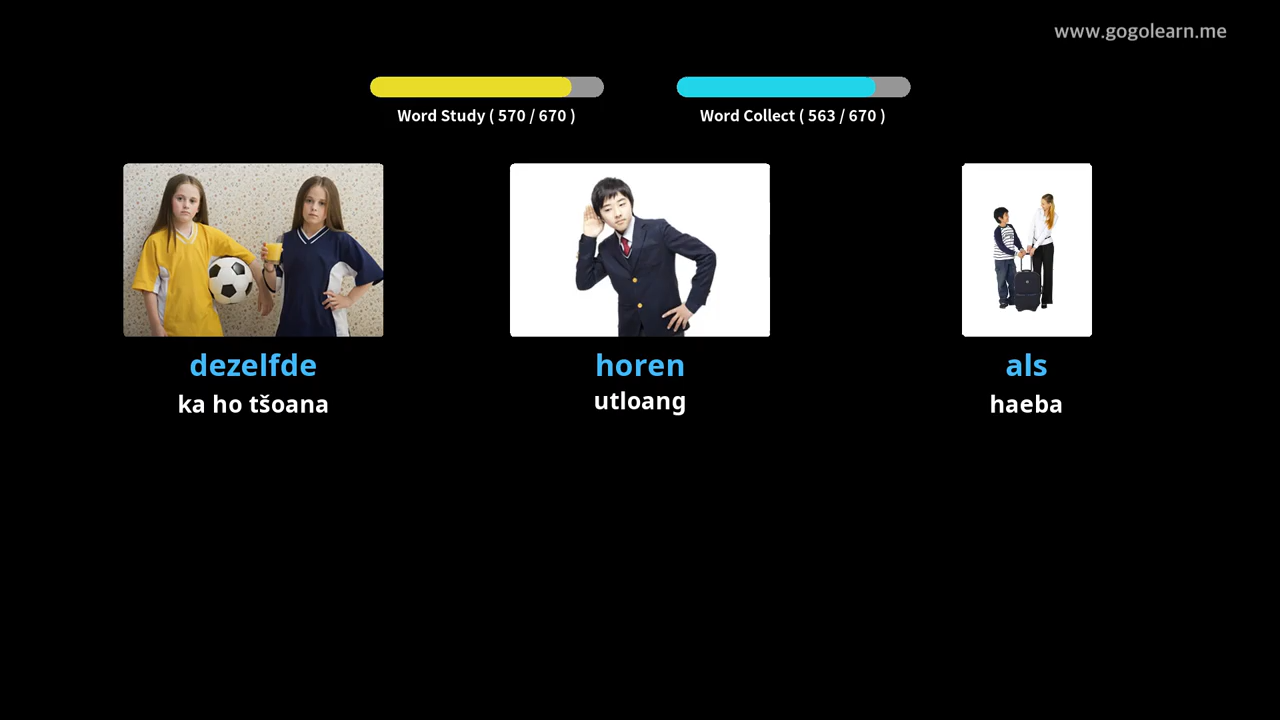 www.gogolearn.me
Word Study ( 570 / 670 )
Word Collect ( 563 / 670 )
dezelfde
ka ho tšoana
horen
utloang
als
haeba